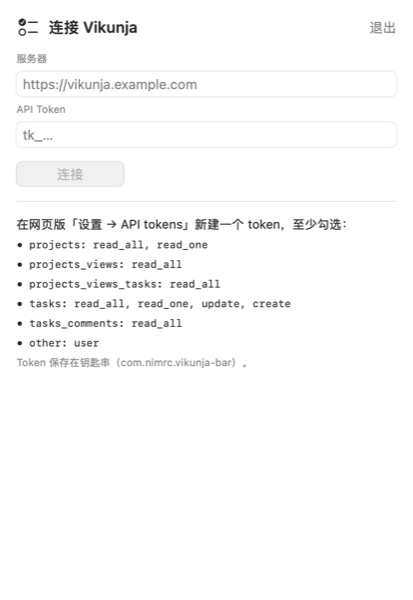 连接 Vikunja
退出
服务器
https://vikunja.example.com
API Token
tk_...
连接
在网页版「设置 → API tokens」新建一个 token，至少勾选：
• projects: read_all, read_one
• projects_views: read_all
• projects_views_tasks: read_all
• tasks: read_all, read_one, update, create
• tasks_comments: read_all
• other: user
Token 保存在钥匙串（com.nimrc.vikunja-bar）。